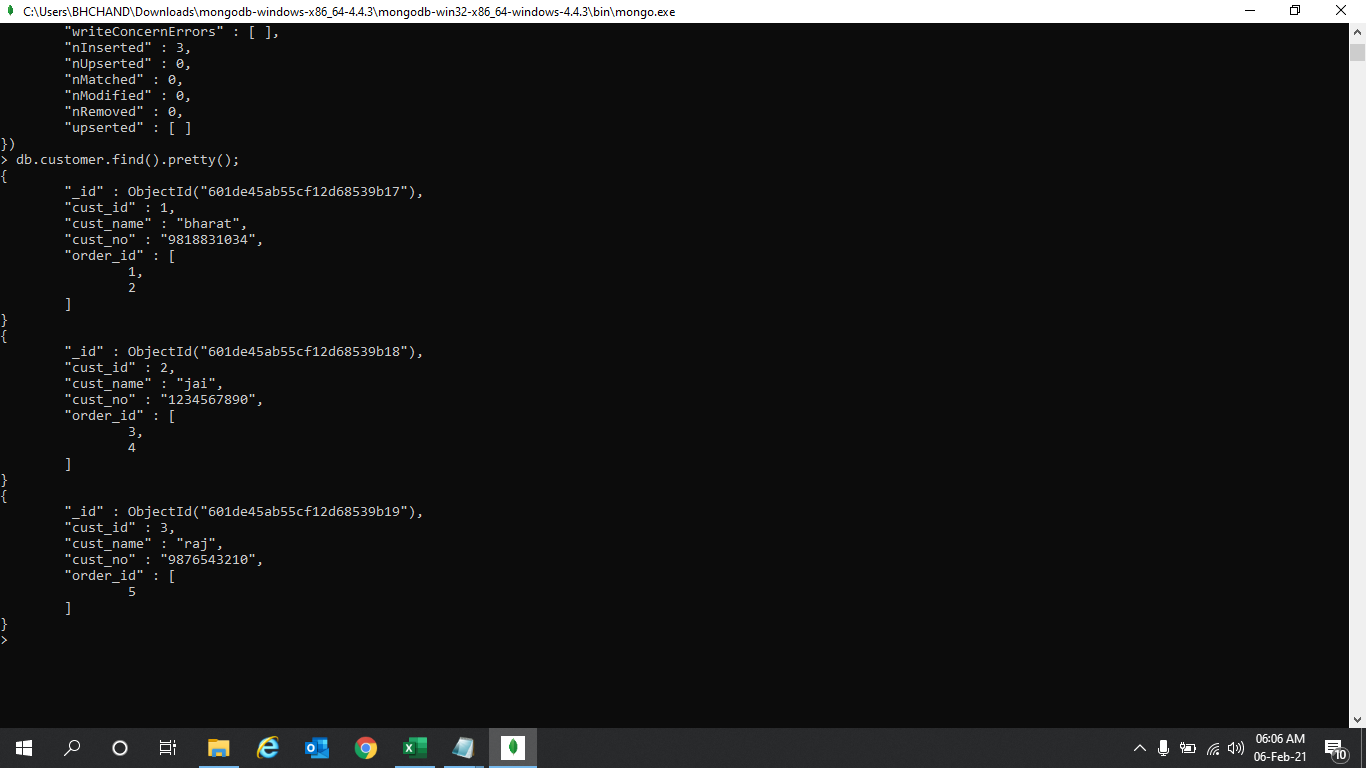 C:\Users\BHCHAND\Downloads\mongodb-windows-x86_64-4.4.3\mongodb-win32-x86_64-windows-4.4.3\bin\mongo.exe
"writeConcernErrors" : [ ],
"nInserted" : 3,
"nUpserted" : 0,
"nMatched" : 0,
"nModified" : 0,
"nRemoved" : 0,
"upserted" : [ ]
})
> db.customer.find().pretty();
{
"_id" : ObjectId("601de45ab55cf12d68539b17"),
"cust_id" : 1,
"cust_name" : "bharat",
"cust_no" : "9818831034",
"order_id" : [
1,
2
]
}
{
"_id" : ObjectId("601de45ab55cf12d68539b18"),
"cust_id" : 2,
"cust_name" : "jai",
"cust_no" : "1234567890",
"order_id" : [
3,
4
]
}
{
"_id" : ObjectId("601de45ab55cf12d68539b19"),
"cust_id" : 3,
"cust_name" : "raj",
"cust_no" : "9876543210",
"order_id" : [
5
]
}
>
06:06 AM
06-Feb-21
10